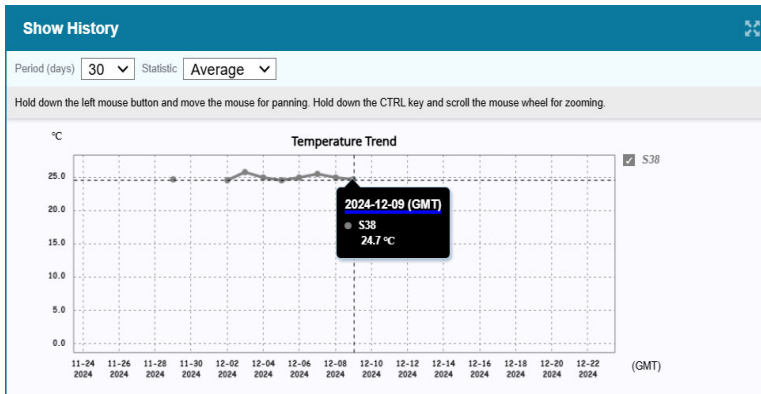 Show History
Period (days) 30 Statistic Average
Hold down the left mouse button and move the mouse for panning. Hold down the CTRL key and scroll the mouse wheel for zooming.
°C
Temperature Trend
S38
25.0
20.0
15.0
10.0
5.0
0.0
2024-12-09 (GMT)
S38
24.7 °C
11-24 11-26 11-28 11-30 12-02 12-04 12-06 12-08 12-10 12-12 12-14 12-16 12-18 12-20 12-22
2024 2024 2024 2024 2024 2024 2024 2024 2024 2024 2024 2024 2024 2024 2024
(GMT)